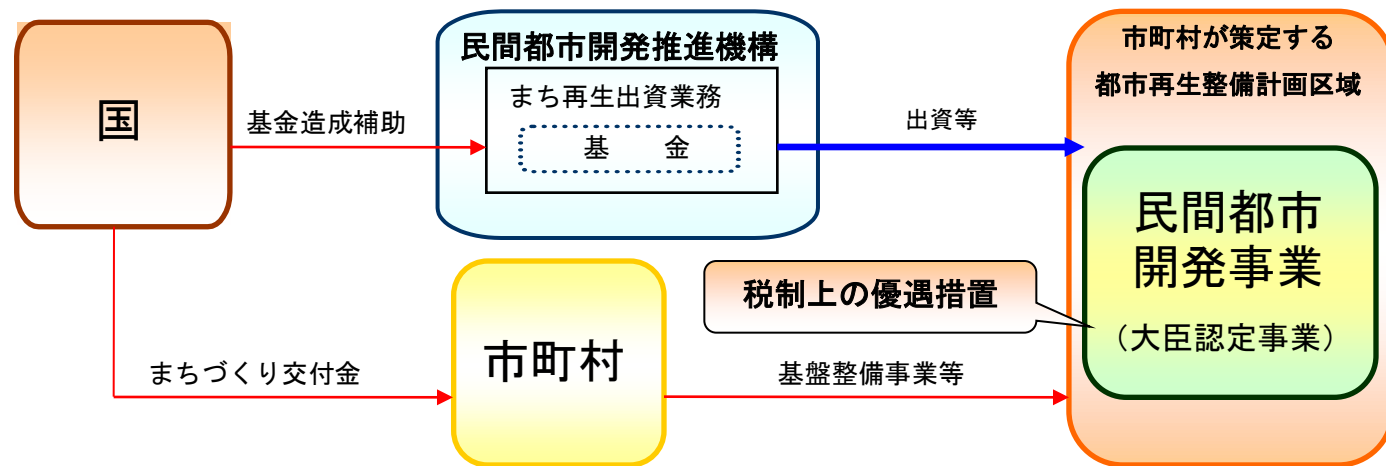 国
基金造成補助
民間都市開発推進機構
まち再生出資業務
基　　金
出資等
市町村が策定する
都市再生整備計画区域
民間都市
開発事業
（大臣認定事業）
税制上の優遇措置
まちづくり交付金
市町村
基盤整備事業等